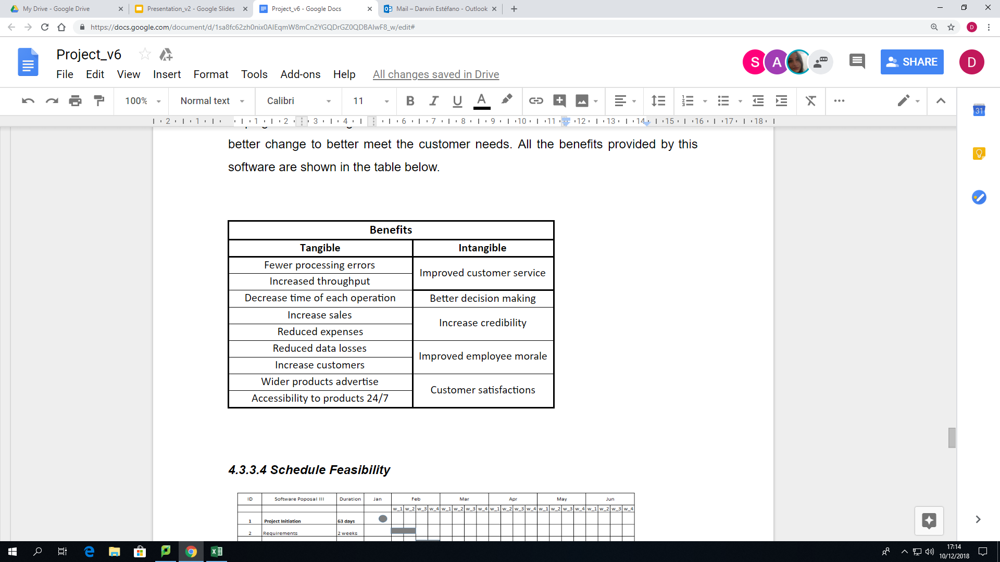 My Drive - Google Drive
Presentation_v2 - Google Slides
Project_v6 - Google Docs
Mail – Darwin Estéfano - Outlook
https://docs.google.com/document/d/1sa8fc62zh0nix0AlEqmW8mCn2YGQDrGZ0QDBAlwF8_w/edit#
D
Project_v6
File Edit View Insert Format Tools Add-ons Help All changes saved in Drive
S A SHARE D
100% Normal text Calibri 11 B I U A
31
2 1 1 2 3 4 6 7 8 9 10 11 12 13 14 15 16 17 18
better change to better meet the customer needs. All the benefits provided by this
software are shown in the table below.
Benefits
Tangible Intangible
Fewer processing errors
Improved customer service
Increased throughput
Decrease time of each operation Better decision making
Increase sales
Increase credibility
Reduced expenses
Reduced data losses
Improved employee morale
Increase customers
Wider products advertise
Customer satisfactions
Accessibility to products 24/7
4.3.3.4 Schedule Feasibility
ID Software Poposal III Duration Jan Feb Mar Apr May Jun
w_1 w_2 w_3 w_4 w_1 w_2 w_3 w_4 w_1 w_2 w_3 w_4 w_1 w_2 w_3 w_4 w_1 w_2 w_3 w_4
1 Project Initiation 63 days
2 Requirements 2 weeks
17:14
10/12/2018